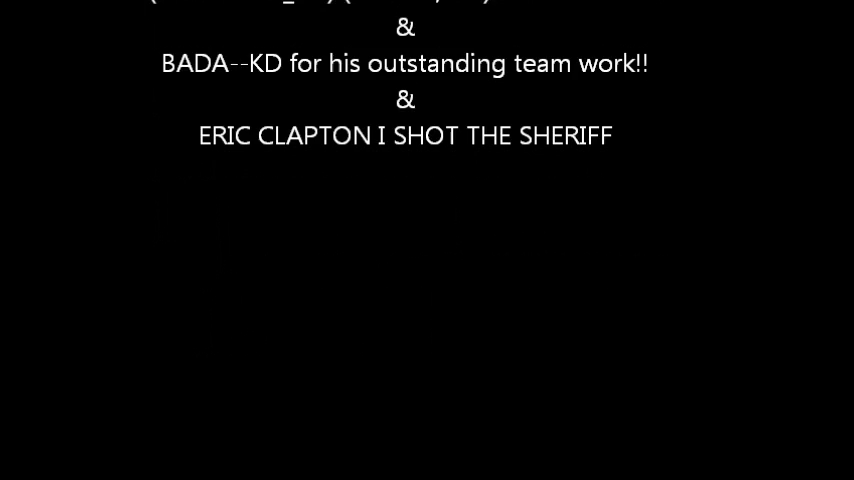 &
BADA--KD for his outstanding team work!!
&
ERIC CLAPTON I SHOT THE SHERIFF